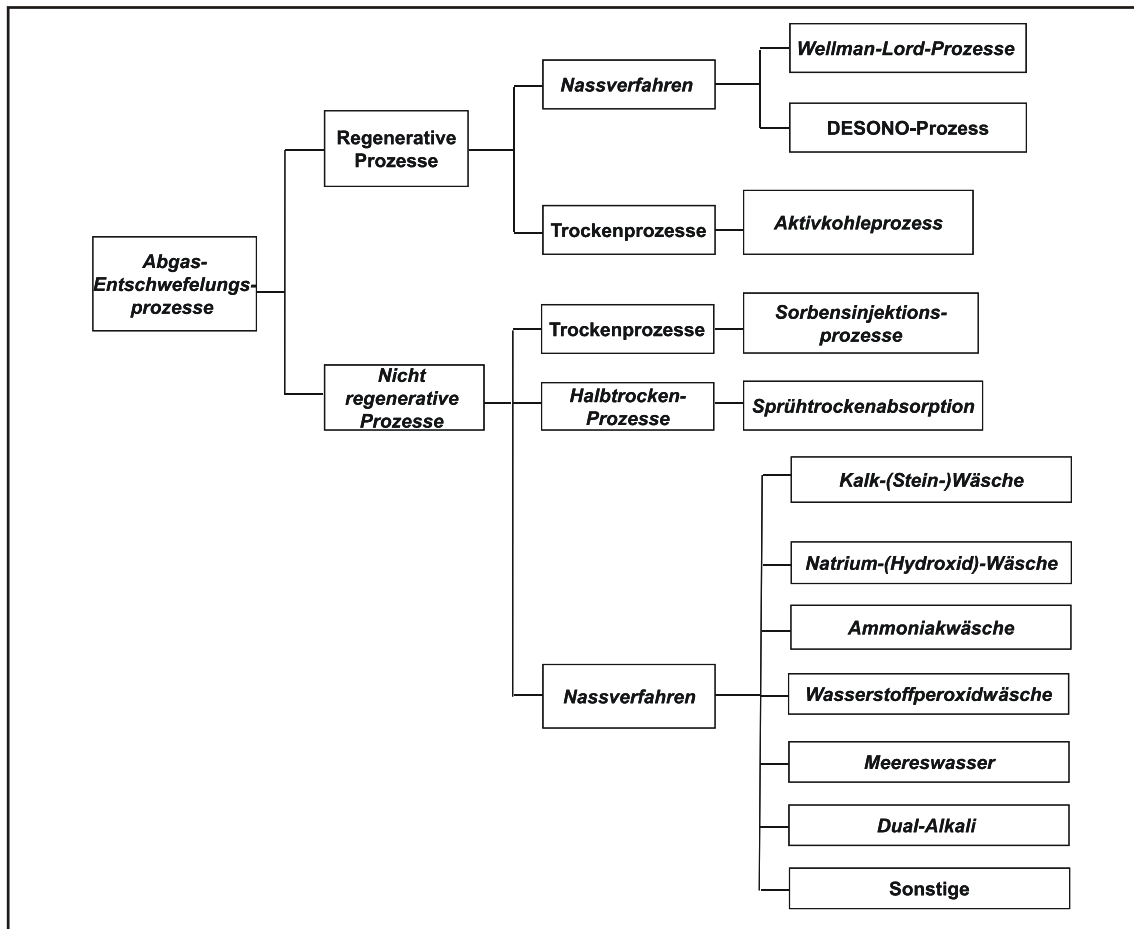 Abgas-
Entschwefelungs-
prozesse
Regenerative
Prozesse
Nassverfahren
Wellman-Lord-Prozesse
DESONO-Prozess
Trockenprozesse
Aktivkohleprozess
Nicht
regenerative
Prozesse
Trockenprozesse
Sorbensinjektions-
prozesse
Halbtrocken-
Prozesse
Sprühtrockenabsorption
Nassverfahren
Kalk-(Stein-)Wäsche
Natrium-(Hydroxid)-Wäsche
Ammoniakwäsche
Wasserstoffperoxidwäsche
Meereswasser
Dual-Alkali
Sonstige